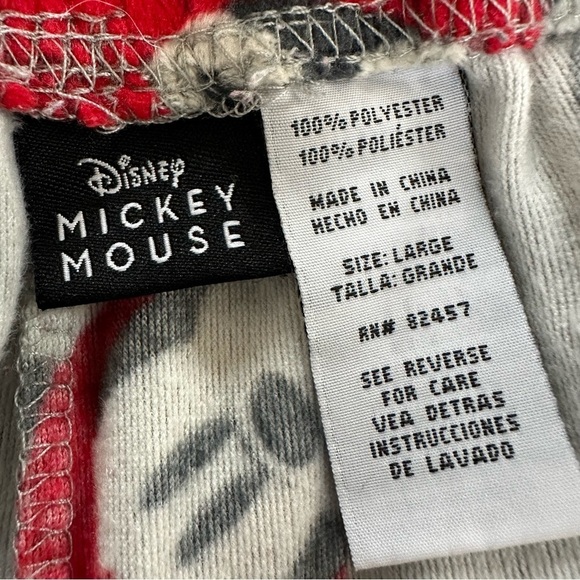 Disney
MICKEY
MOUSE
100% POLYESTER
100% POLIÉSTER
MADE IN CHINA
HECHO EN CHINA
SIZE: LARGE
TALLA: GRANDE
RN# 82457
SEE REVERSE
FOR CARE
VEA DETRAS
INSTRUCCIONES
DE LAVADO